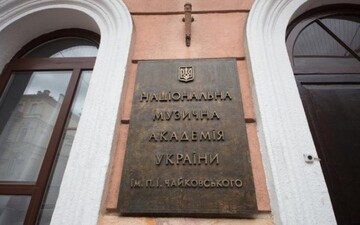 НАЦІОНАЛЬНА
МУЗИЧНА
АКАДЕМІЯ
УКРАЇНИ
ІМ. П.І. ЧАЙКОВСЬКОГО